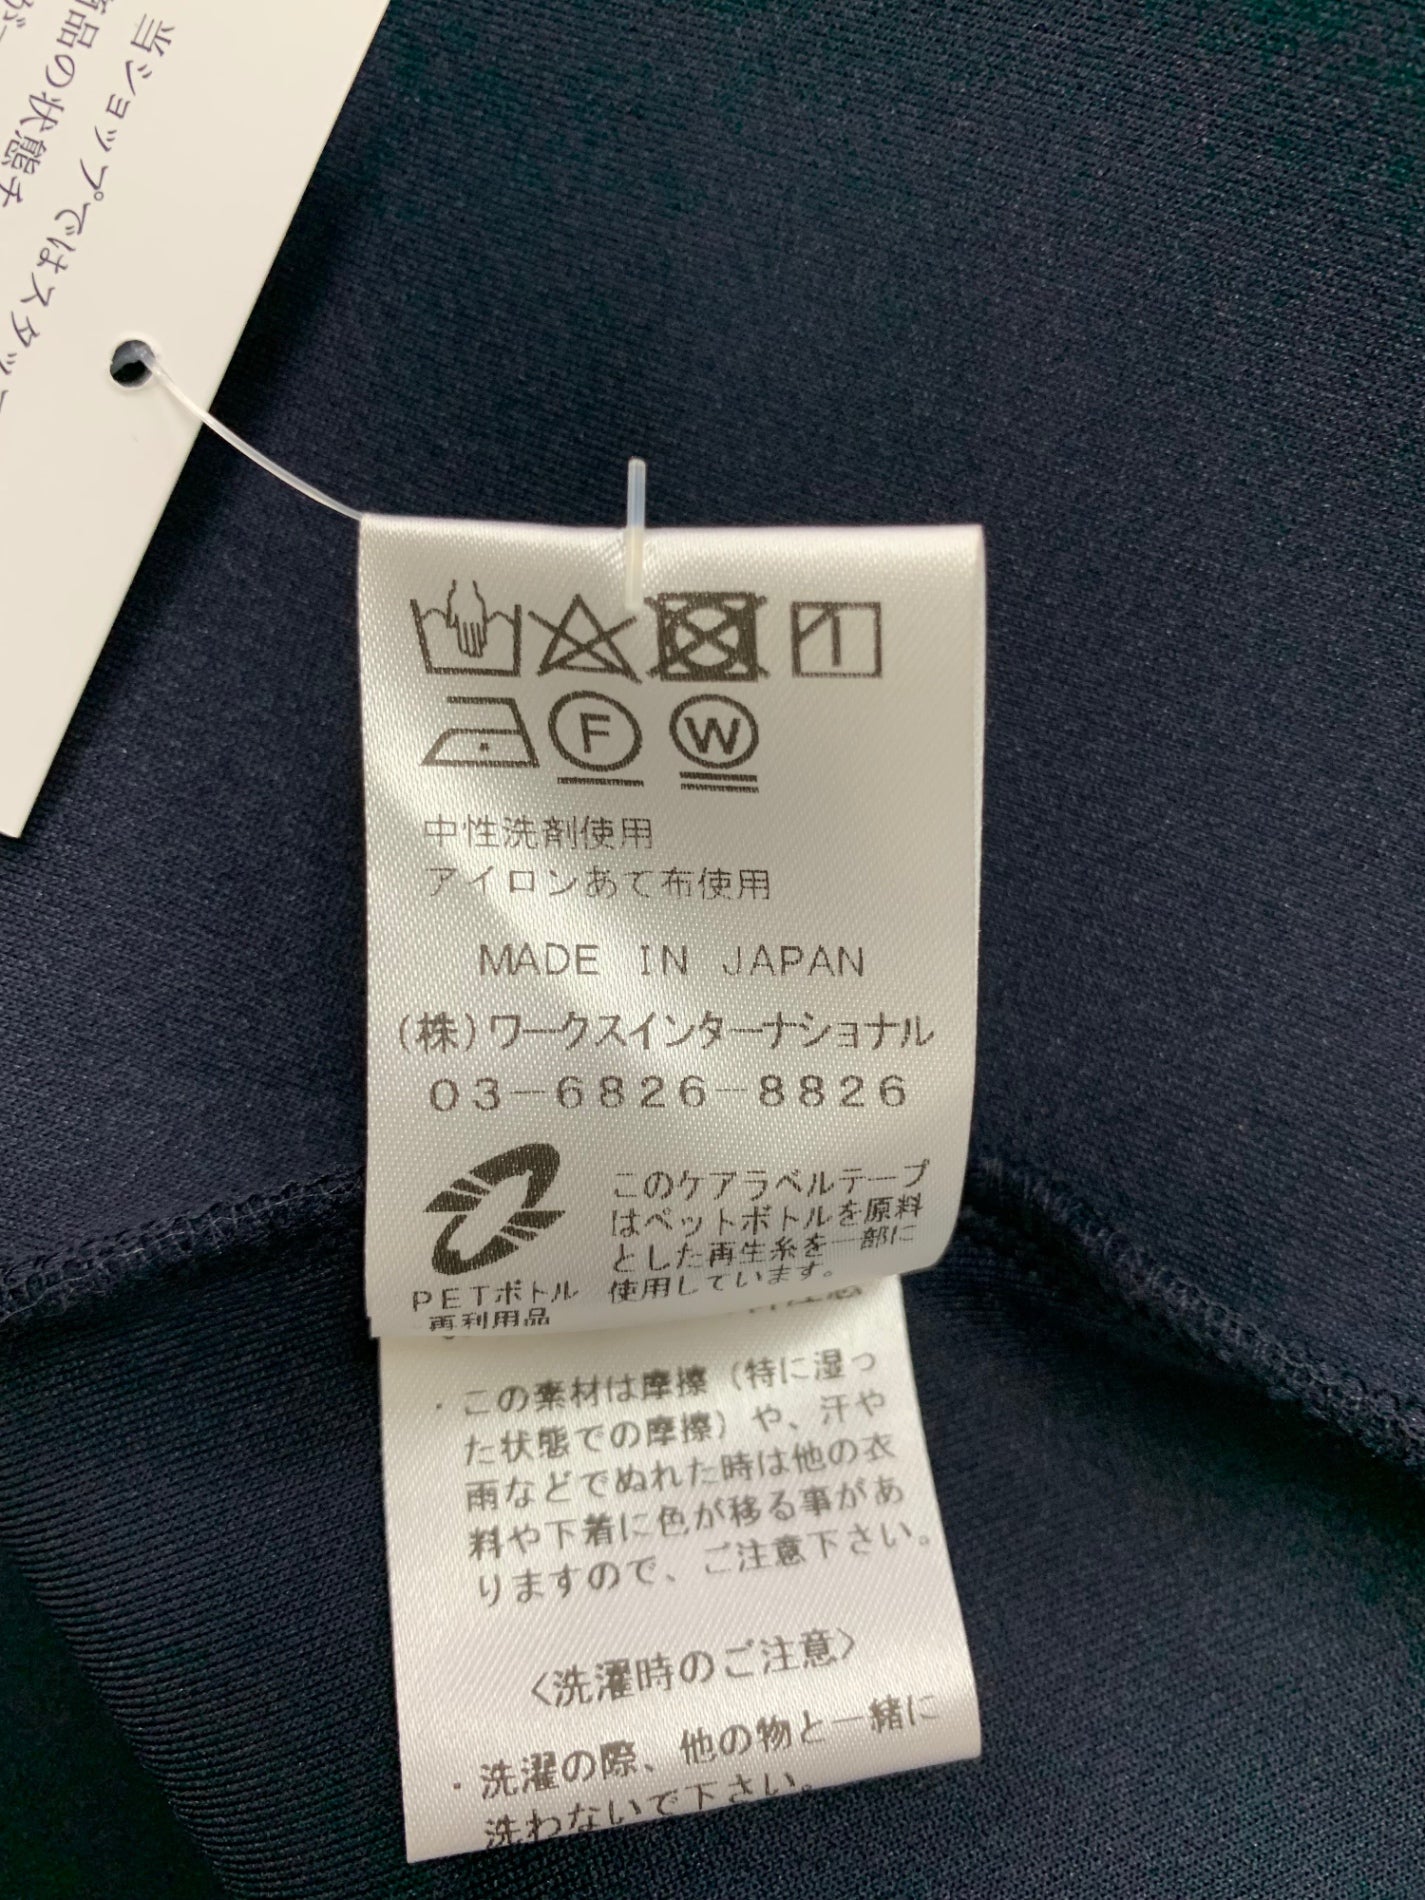 当ショップではスタッフ
商品の状態チ
が
F
W
中性洗剤使用
アイロンあて布使用
MADE IN JAPAN
(株)ワークスインターナショナル
03-6826-8826
このケアラベルテープ
はペットボトルを原料
とした再生糸を一部に
使用しています。
PETボトル
再利用品
・この素材は摩擦（特に湿っ
た状態での摩擦）や、汗や
雨などでぬれた時は他の衣
料や下着に色が移る事があ
りますので、ご注意下さい。
〈洗濯時のご注意〉
・洗濯の際、他の物と一緒に
洗わないで下さい。